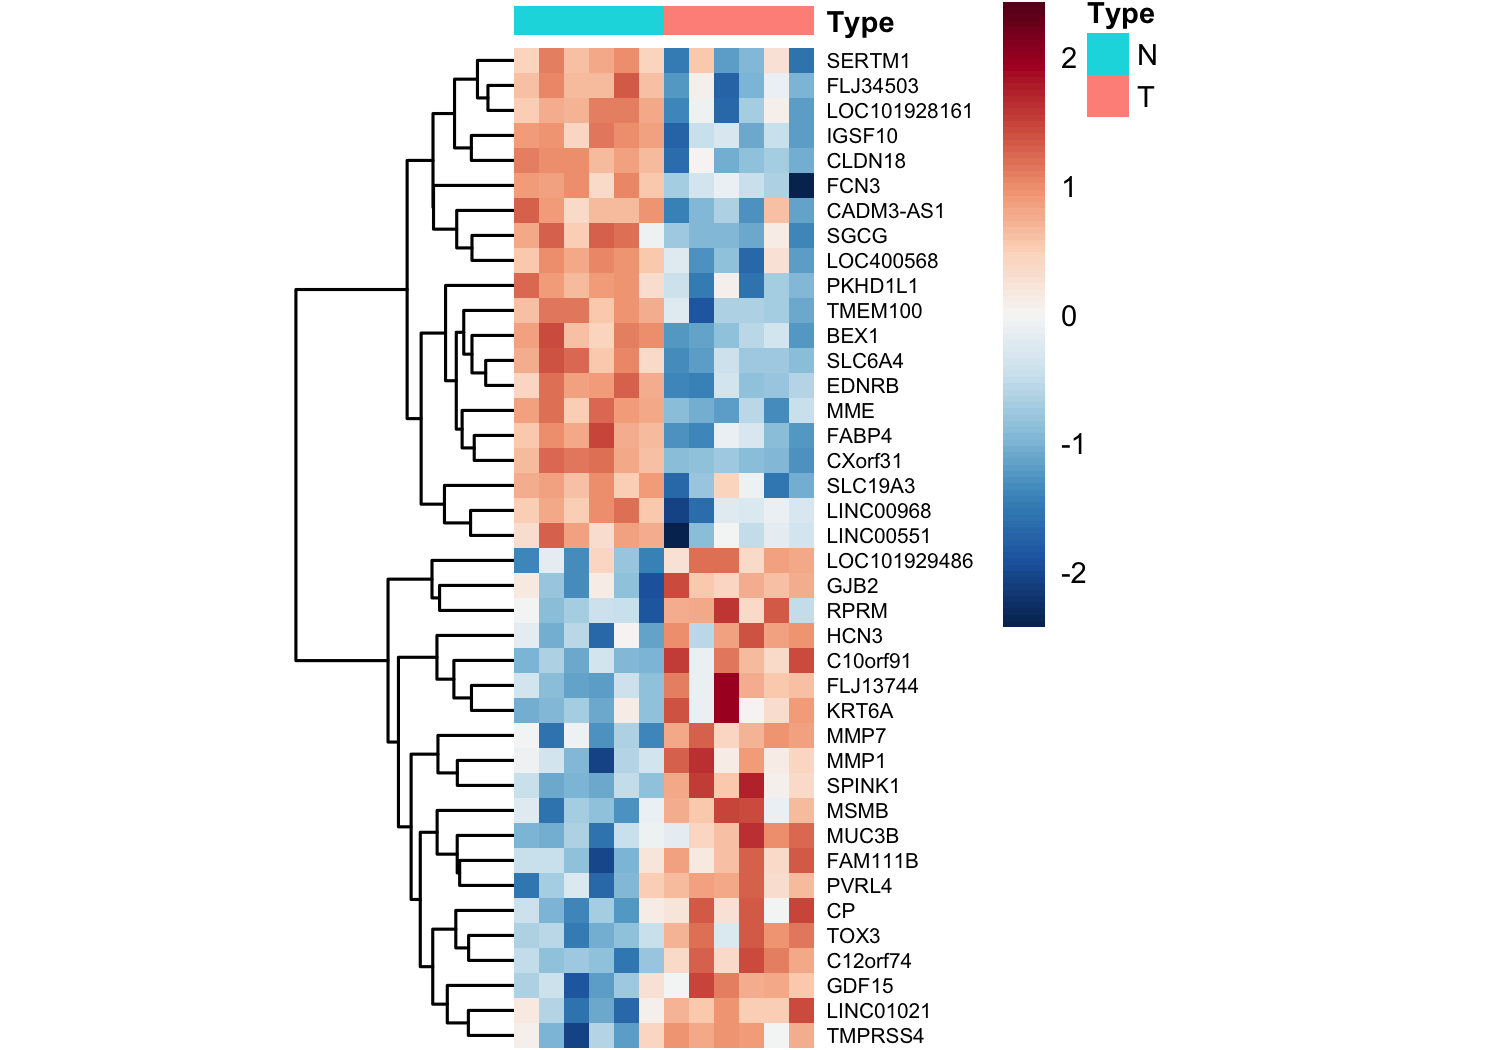 Type
SERTM1
FLJ34503
LOC101928161
IGSF10
CLDN18
FCN3
CADM3-AS1
SGCG
LOC400568
PKHD1L1
TMEM100
BEX1
SLC6A4
EDNRB
MME
FABP4
CXorf31
SLC19A3
LINC00968
LINC00551
LOC101929486
GJB2
RPRM
HCN3
C10orf91
FLJ13744
KRT6A
MMP7
MMP1
SPINK1
MSMB
MUC3B
FAM111B
PVRL4
CP
TOX3
C12orf74
GDF15
LINC01021
TMPRSS4
2
1
0
-1
-2
Type
N
T